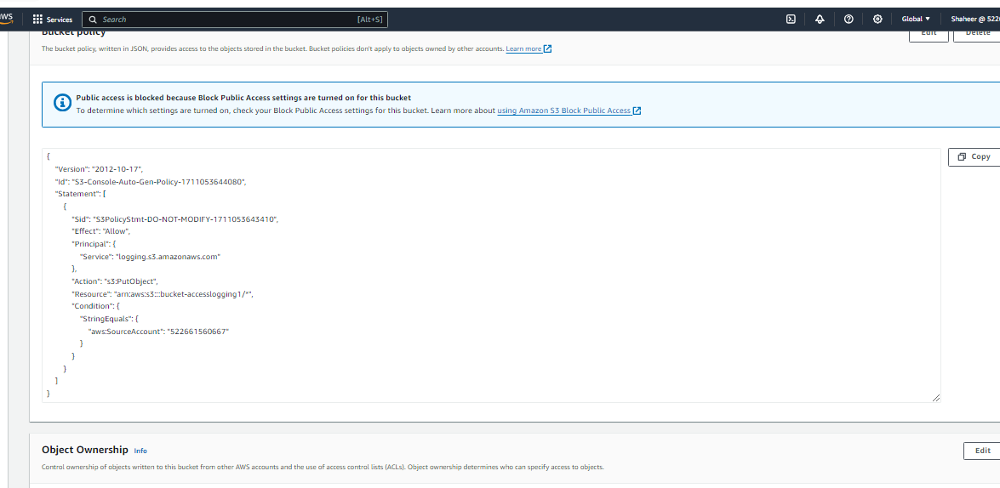 aws
Services
Search
[Alt+S]
Global
Shaheer @ 522
Bucket policy
Edit
Delete
The bucket policy, written in JSON, provides access to the objects stored in the bucket. Bucket policies don't apply to objects owned by other accounts. Learn more
Public access is blocked because Block Public Access settings are turned on for this bucket
To determine which settings are turned on, check your Block Public Access settings for this bucket. Learn more about using Amazon S3 Block Public Access
Copy
{
"Version": "2012-10-17",
"Id": "S3-Console-Auto-Gen-Policy-1711053644080",
"Statement": [
{
"Sid": "S3PolicyStmt-DO-NOT-MODIFY-1711053643410",
"Effect": "Allow",
"Principal": {
"Service": "logging.s3.amazonaws.com"
},
"Action": "s3:PutObject",
"Resource": "arn:aws:s3:::bucket-accesslogging1/*",
"Condition": {
"StringEquals": {
"aws:SourceAccount": "522661560667"
}
}
}
]
}
Object Ownership Info
Edit
Control ownership of objects written to this bucket from other AWS accounts and the use of access control lists (ACLs). Object ownership determines who can specify access to objects.